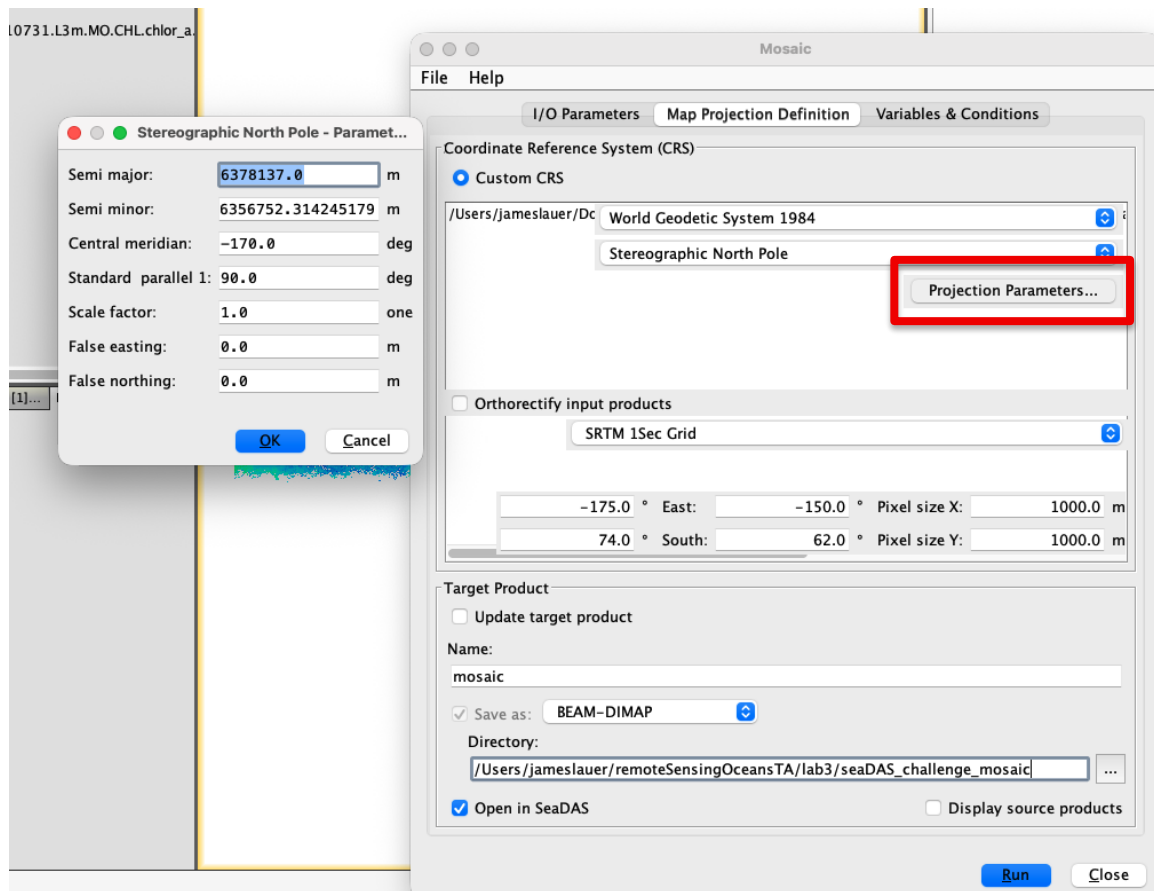 10731.L3m.MO.CHL.chlor_a.
Mosaic
File Help
I/O Parameters Map Projection Definition Variables & Conditions
Stereographic North Pole - Paramet...
Semi major: 6378137.0 m
Semi minor: 6356752.314245179 m
Central meridian: -170.0 deg
Standard parallel 1: 90.0 deg
Scale factor: 1.0 one
False easting: 0.0 m
False northing: 0.0 m
OK Cancel
[1]...
Coordinate Reference System (CRS)
Custom CRS
/Users/jameslauer/Do World Geodetic System 1984
Stereographic North Pole
Projection Parameters...
Orthorectify input products
SRTM 1Sec Grid
-175.0 ° East: -150.0 ° Pixel size X: 1000.0 m
74.0 ° South: 62.0 ° Pixel size Y: 1000.0 m
Target Product
Update target product
Name:
mosaic
Save as: BEAM-DIMAP
Directory:
/Users/jameslauer/remoteSensingOceansTA/lab3/seaDAS_challenge_mosaic
...
Open in SeaDAS Display source products
Run Close